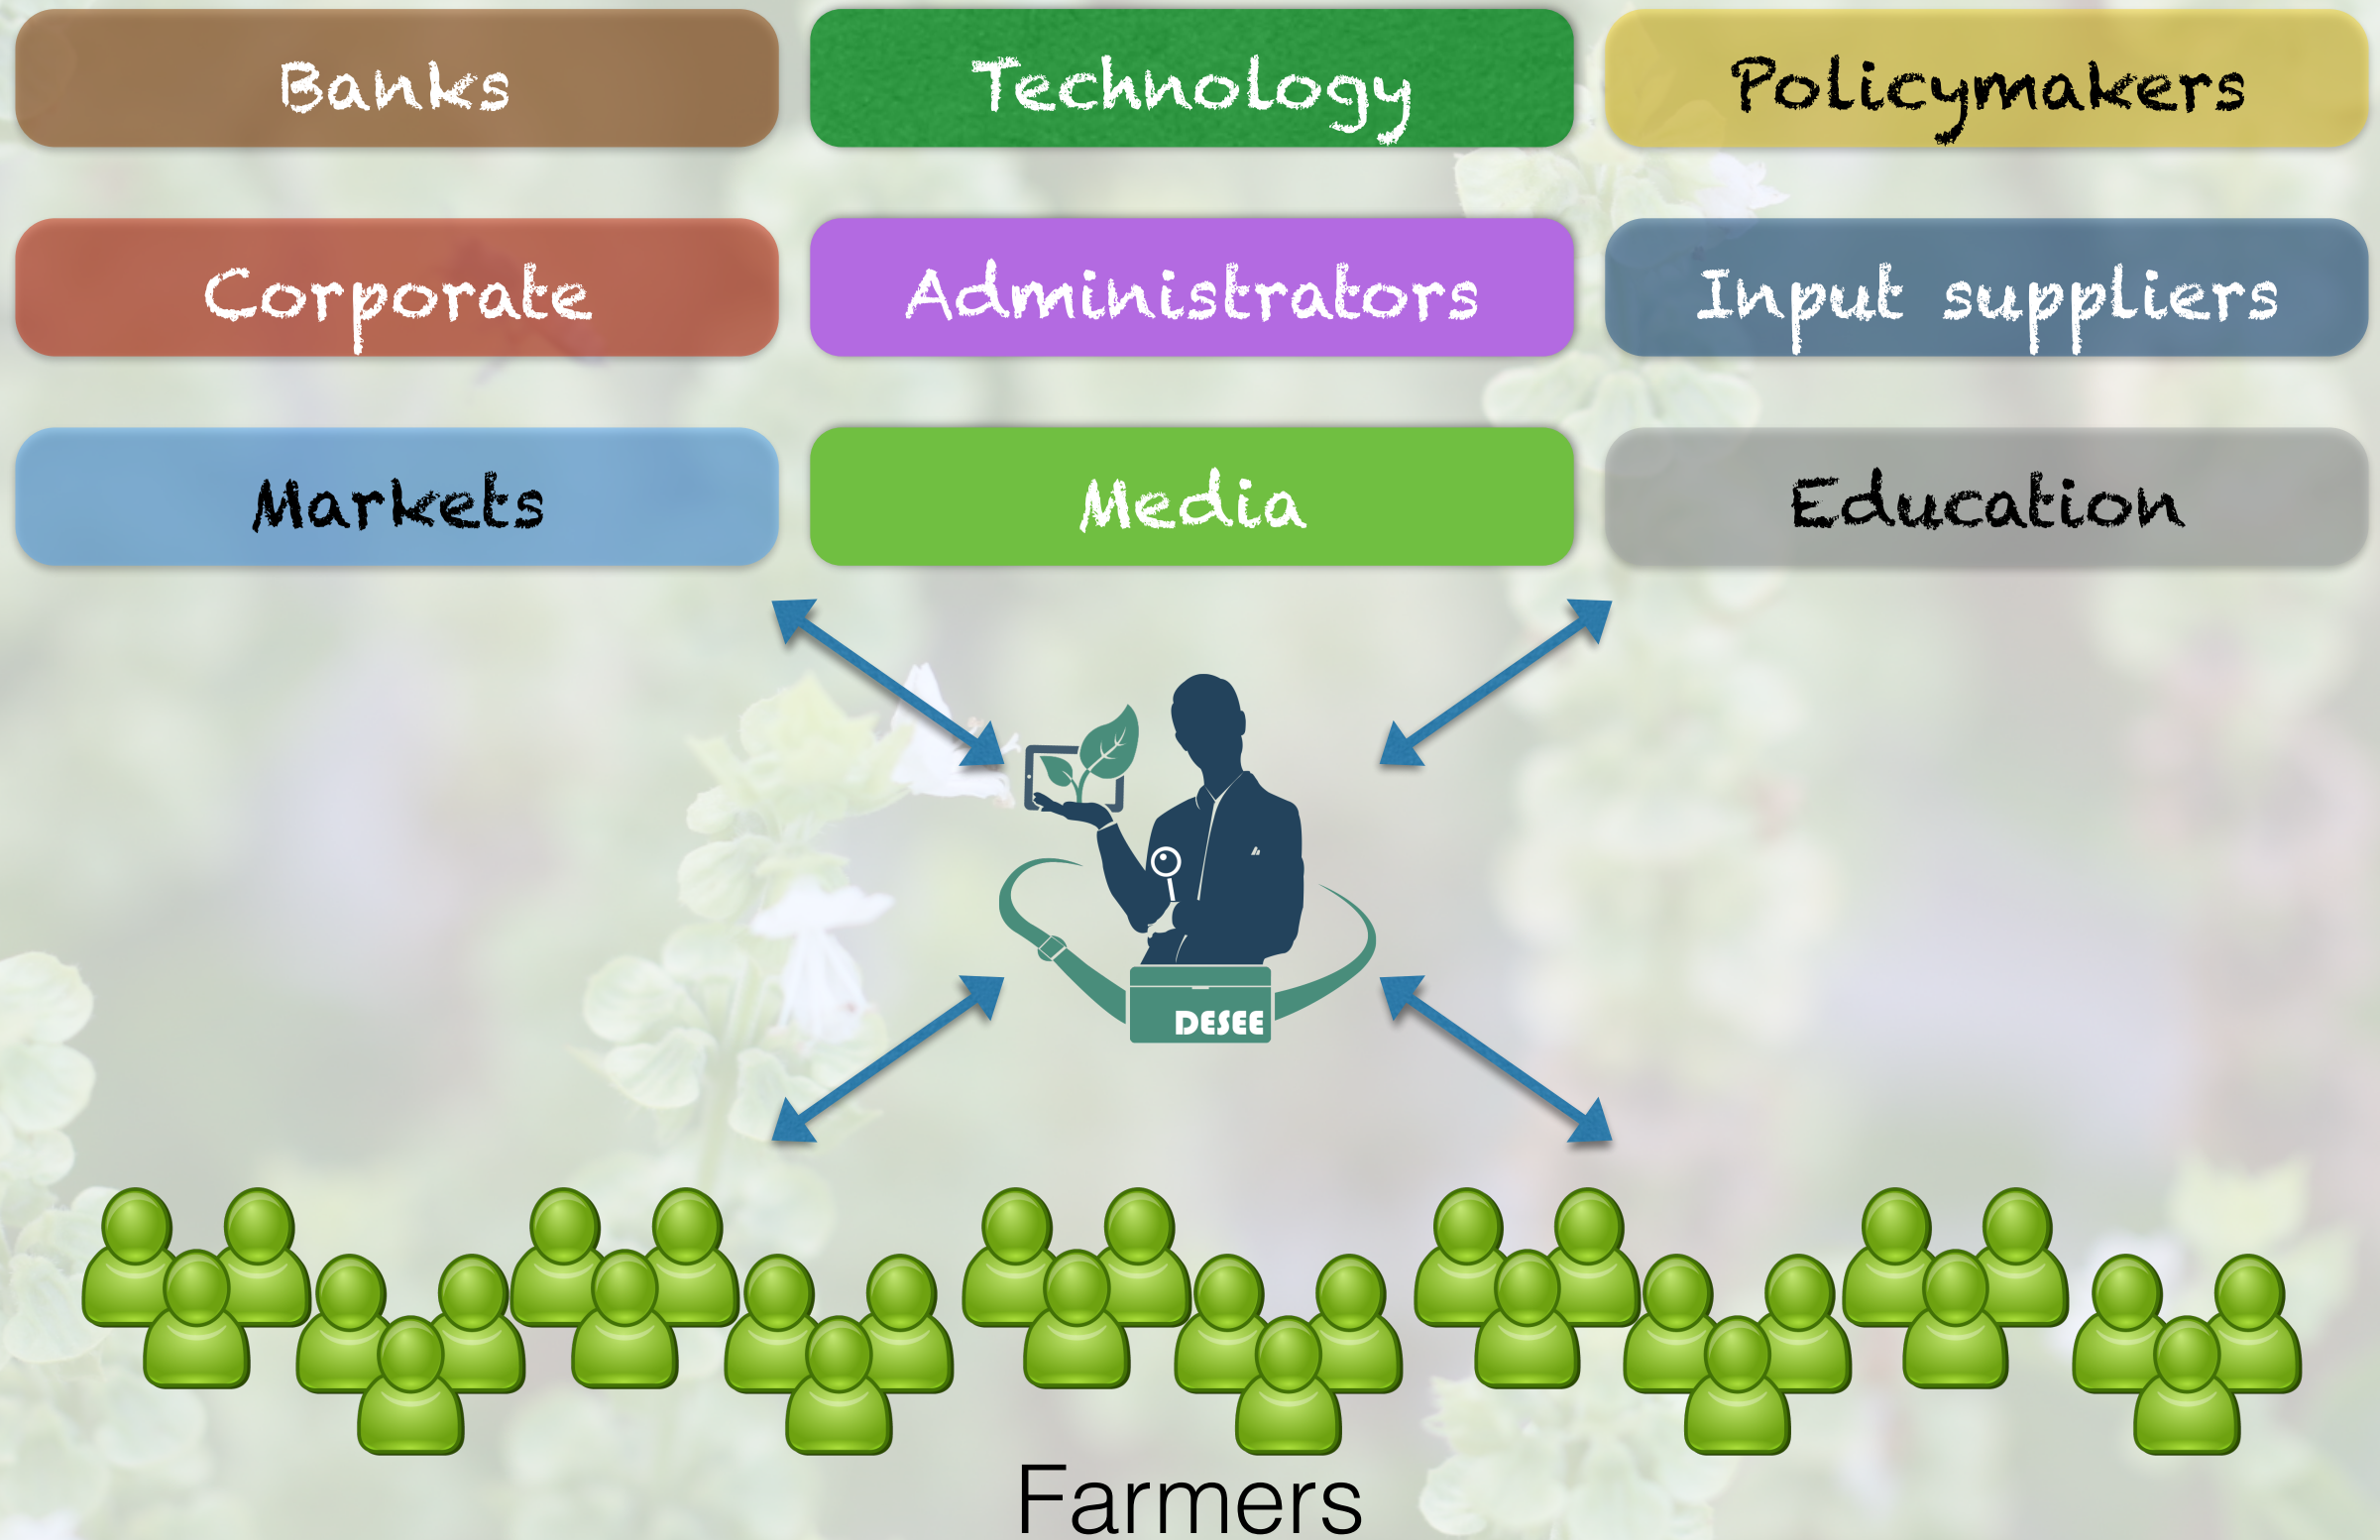 Banks
Technology
Policymakers
Corporate
Administrators
Input suppliers
Markets
Media
Education
DESEE
Farmers